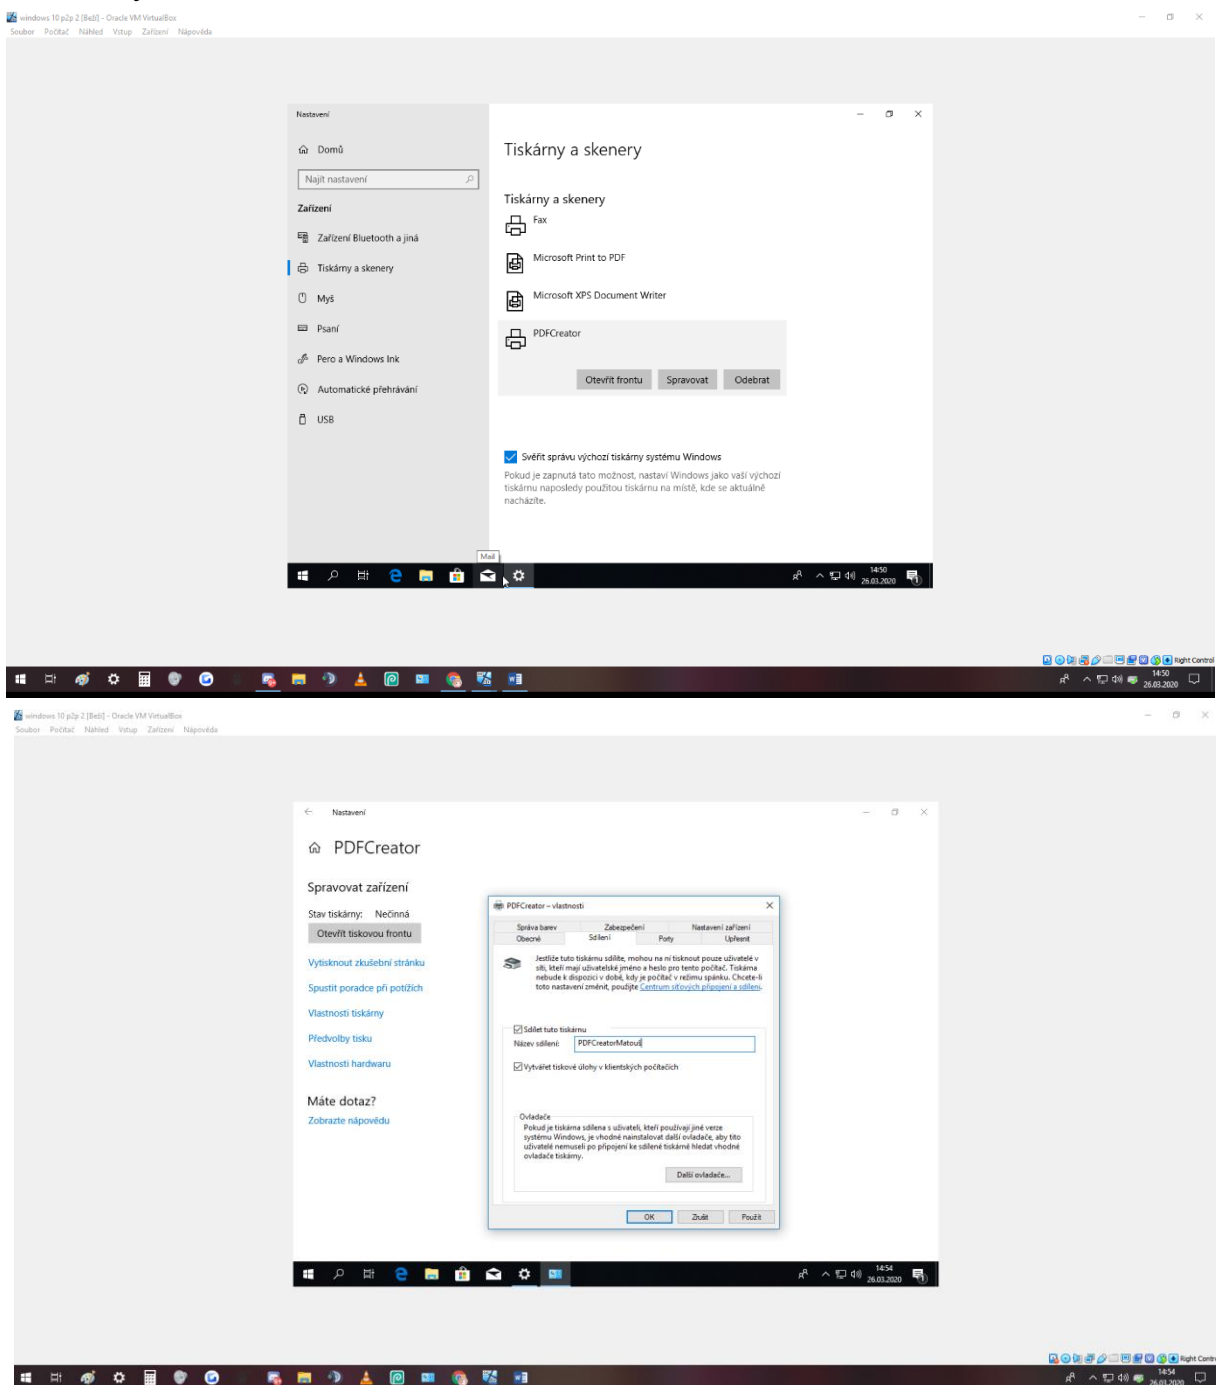 windows 10 p2p 2 [Beží] - Oracle VM VirtualBox
Soubor Počítač Náhled Vstup Zařízení Nápověda
Nastavení
Domů
Najít nastavení
Zařízení
Zařízení Bluetooth a jiná
Tiskárny a skenery
Myš
Psaní
Pero a Windows Ink
Automatické přehrávání
USB
Tiskárny a skenery
Tiskárny a skenery
Fax
Microsoft Print to PDF
Microsoft XPS Document Writer
PDFCreator
Otevřít frontu Spravovat Odebrat
Svěřit správu výchozí tiskárny systému Windows
Pokud je zapnutá tato možnost, nastaví Windows jako vaší výchozí
tiskárnu naposledy použitou tiskárnu na místě, kde se aktuálně
nacházíte.
Mail
14:50
26.03.2020
Right Control
14:50
26.03.2020
windows 10 p2p 2 [Beží] - Oracle VM VirtualBox
Soubor Počítač Náhled Vstup Zařízení Nápověda
Nastavení
PDFCreator
Spravovat zařízení
Stav tiskárny: Nečinná
Otevřít tiskovou frontu
Vytisknout zkušební stránku
Spustit poradce při potížích
Vlastnosti tiskárny
Předvolby tisku
Vlastnosti hardwaru
Máte dotaz?
Zobrazte nápovědu
PDFCreator – vlastnosti
Správa barev Zabezpečení Nastavení zařízení
Obecné Sdílení Porty Upřesnit
Jestliže tuto tiskárnu sdílíte, mohou na ní tisknout pouze uživatelé v
síti, kteří mají uživatelské jméno a heslo pro tento počítač. Tiskárna
nebude k dispozici v době, kdy je počítač v režimu spánku. Chcete-li
toto nastavení změnit, použijte Centrum síťových připojení a sdílení.
Sdílet tuto tiskárnu
Název sdílení: PDFCreatorMatouš
Vytvářet tiskové úlohy v klientských počítačích
Ovladače
Pokud je tiskárna sdílena s uživateli, kteří používají jiné verze
systému Windows, je vhodné nainstalovat další ovladače, aby tito
uživatelé nemuseli po připojení ke sdílené tiskárně hledat vhodné
ovladače tiskárny.
Další ovladače...
OK Zrušit Použít
14:54
26.03.2020
Right Contr
14:54
26.03.2020